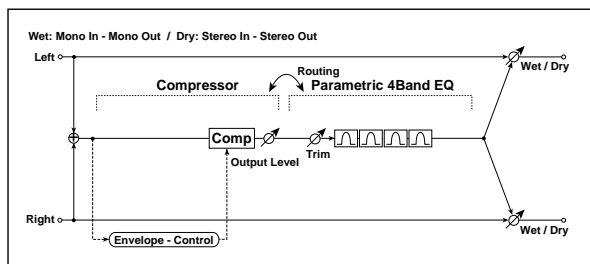 Wet: Mono In - Mono Out / Dry: Stereo In - Stereo Out
Left
Wet / Dry
Routing
Compressor
Parametric 4Band EQ
Comp
Output Level
Trim
Right
Wet / Dry
Envelope - Control